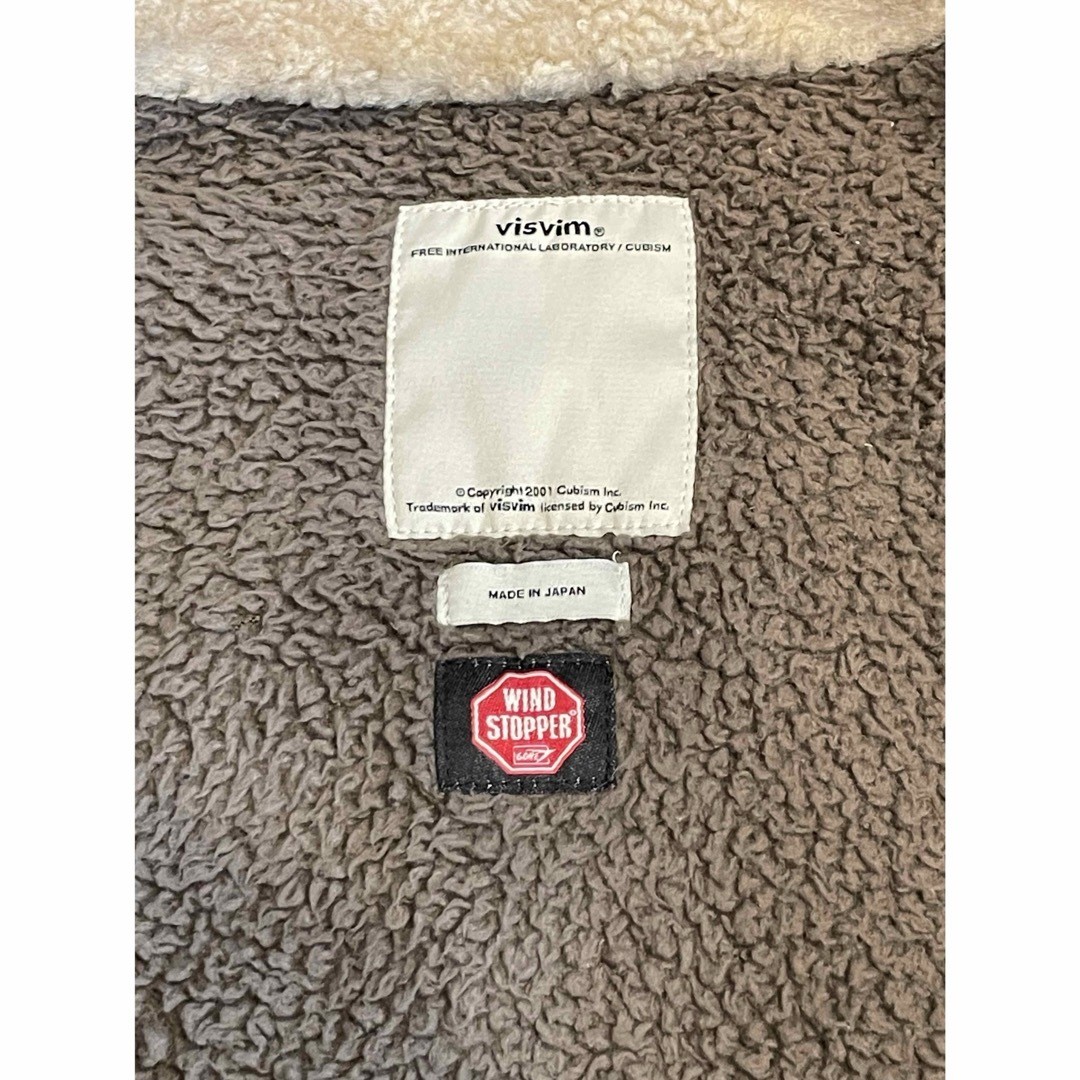 visvim®
FREE INTERNATIONAL LABORATORY / CUBISM
© Copyright 2001 Cubism Inc.
Trademark of visvim licensed by Cubism Inc.
MADE IN JAPAN
WIND
STOPPER®
GORE